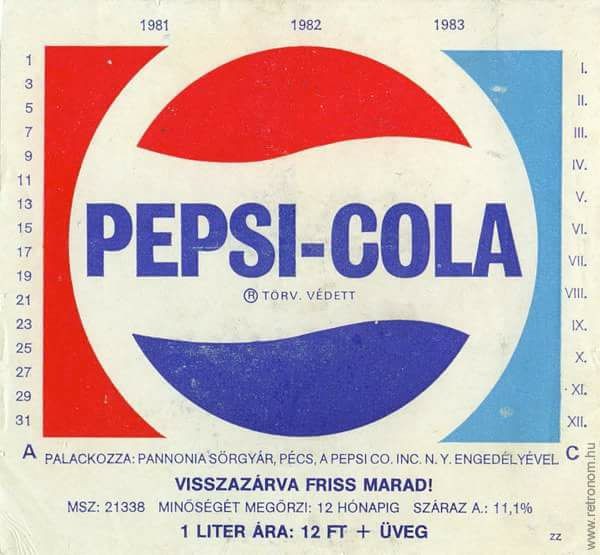 1981 1982 1983
1 I.
3 II.
5 III.
7 IV.
9 V.
11 VI.
13 VII.
15 VIII.
17 IX.
19 X.
21 XI.
23 XII.
25
27
29
31
PEPSI-COLA
® TÖRV. VÉDETT
A PALACKOZZA: PANNONIA SÖRGYÁR, PÉCS, A PEPSI CO. INC. N. Y. ENGEDÉLYÉVEL C
VISSZAZÁRVA FRISS MARAD!
MSZ: 21338 MINŐSÉGÉT MEGŐRZI: 12 HÓNAPIG SZÁRAZ A.: 11,1%
1 LITER ÁRA: 12 FT + ÜVEG
ZZ
www.retronom.hu